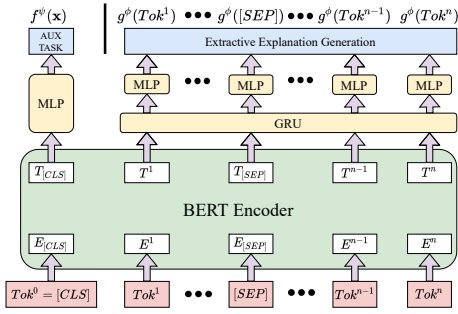 f^ψ(x) g^ϕ(Tok^1) ••• g^ϕ([SEP]) ••• g^ϕ(Tok^{n−1}) g^ϕ(Tok^n)
AUX
TASK
Extractive Explanation Generation
MLP
MLP ••• MLP ••• MLP MLP
GRU
T_{[CLS]} T^1 T_{[SEP]} T^{n−1} T^n
BERT Encoder
E_{[CLS]} E^1 E_{[SEP]} E^{n−1} E^n
Tok^0 = [CLS] Tok^1 ••• [SEP] ••• Tok^{n−1} Tok^n